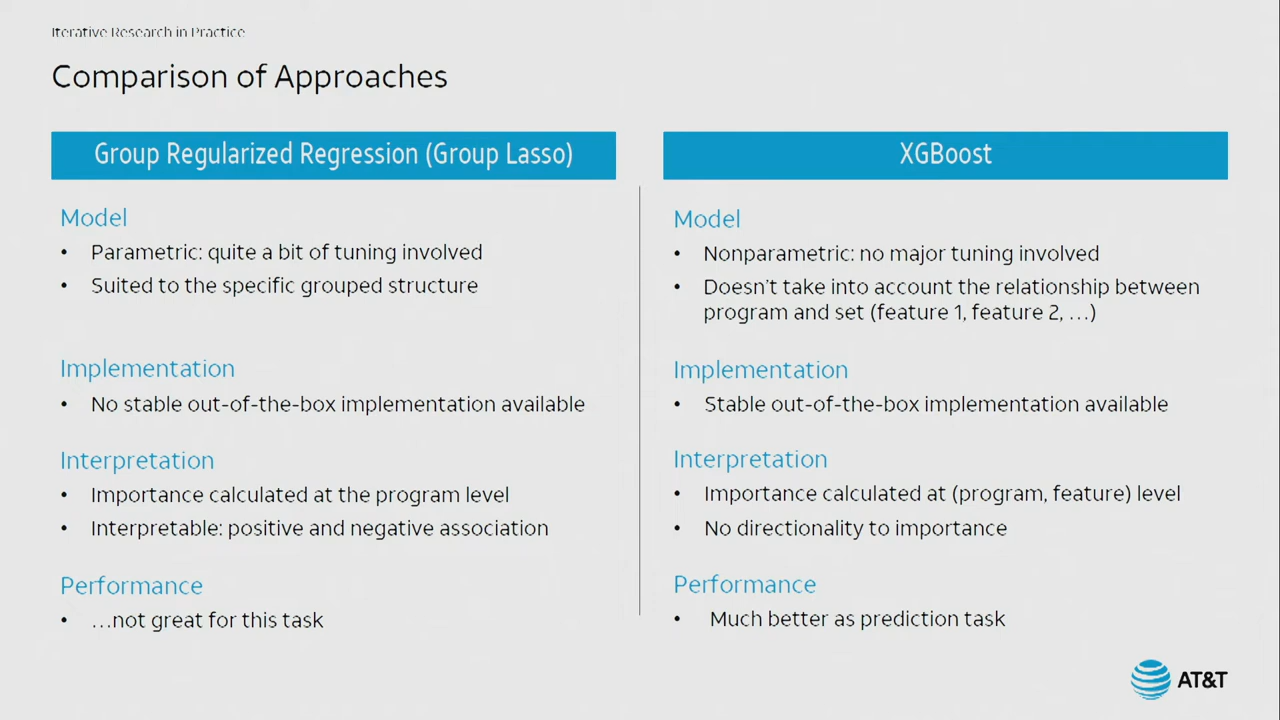 Iterative Research in Practice
Comparison of Approaches
Group Regularized Regression (Group Lasso)
Model
• Parametric: quite a bit of tuning involved
• Suited to the specific grouped structure
Implementation
• No stable out-of-the-box implementation available
Interpretation
• Importance calculated at the program level
• Interpretable: positive and negative association
Performance
• …not great for this task
XGBoost
Model
• Nonparametric: no major tuning involved
• Doesn't take into account the relationship between
program and set (feature 1, feature 2, …)
Implementation
• Stable out-of-the-box implementation available
Interpretation
• Importance calculated at (program, feature) level
• No directionality to importance
Performance
• Much better as prediction task
AT&T